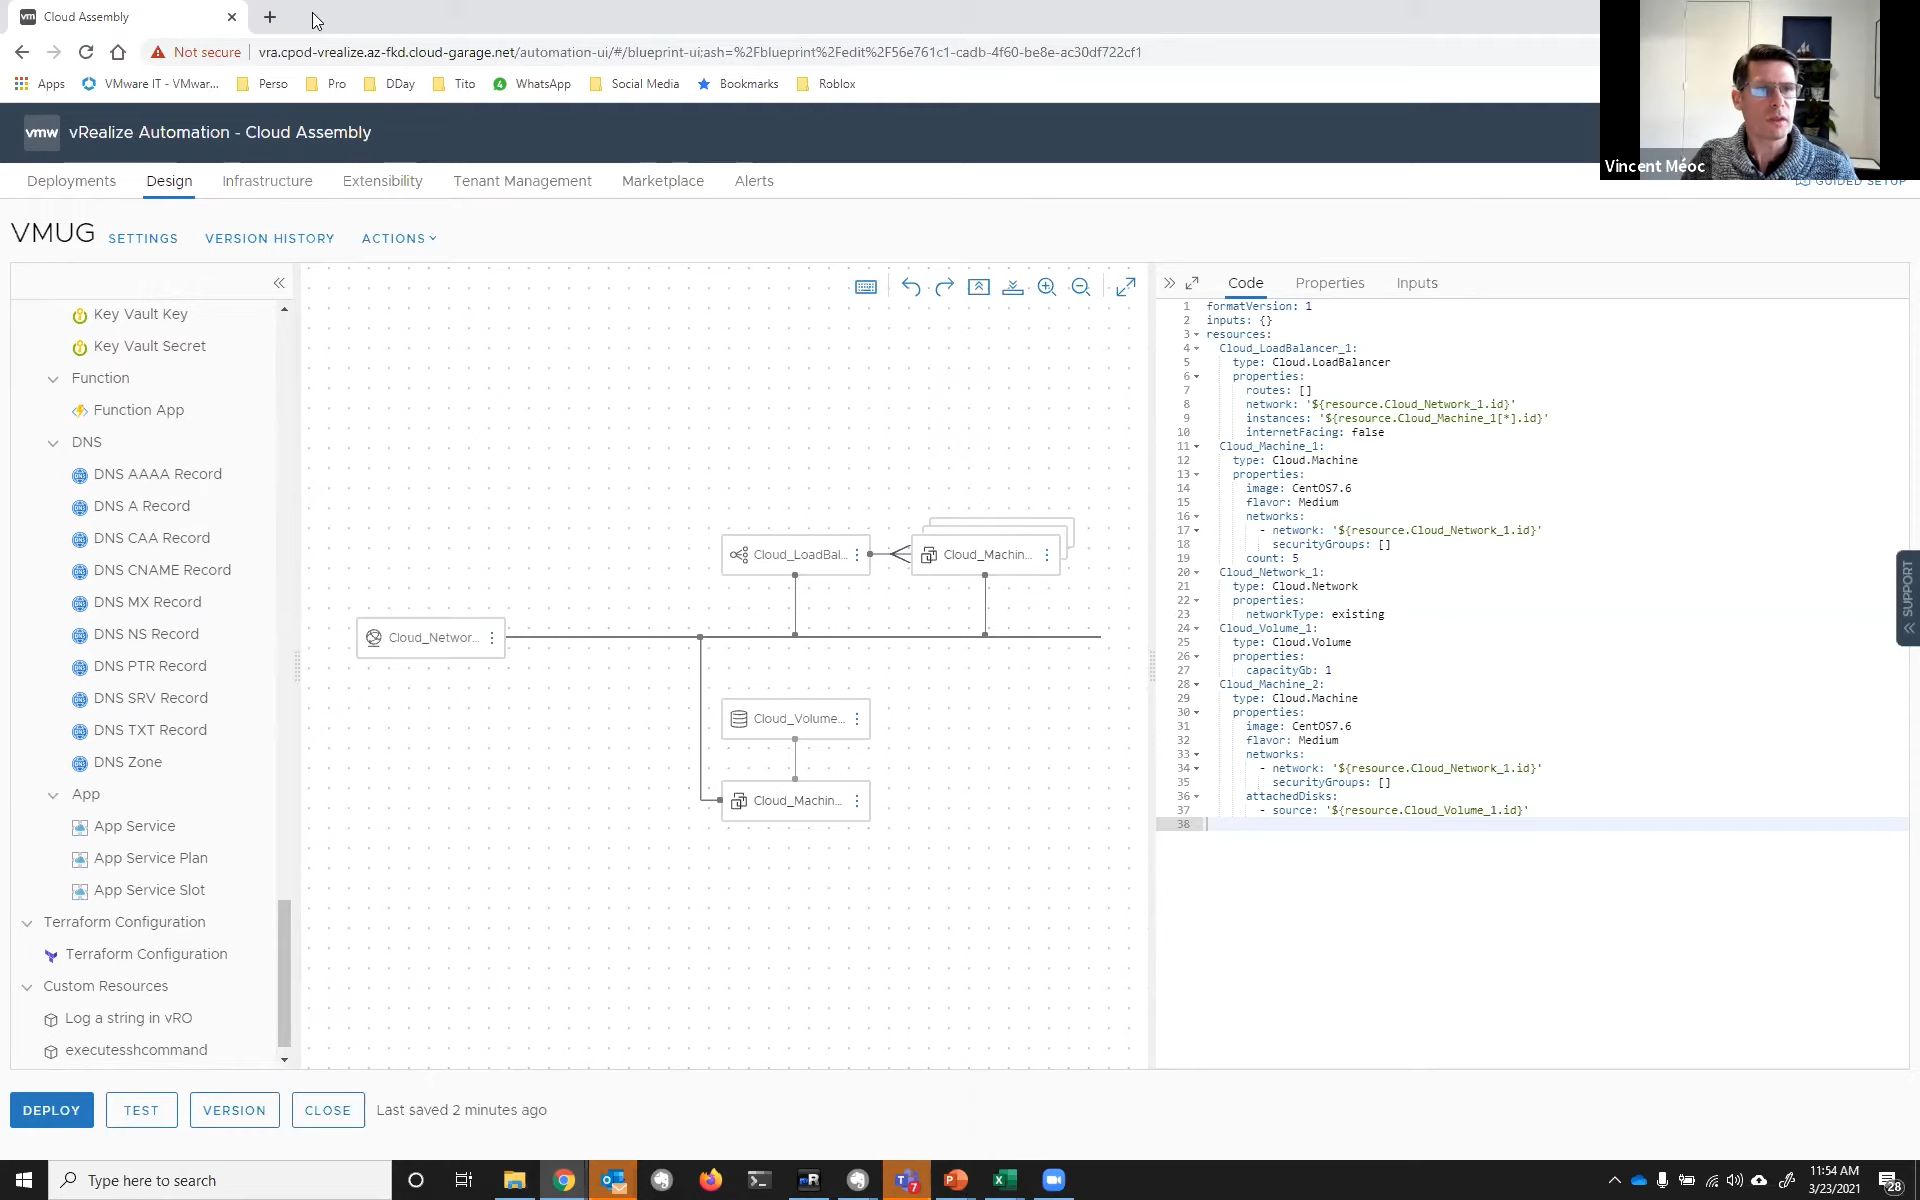 vm Cloud Assembly
Not secure vra.cpod-vrealize.az-fkd.cloud-garage.net/automation-ui/#/blueprint-ui;ash=%2Fblueprint%2Fedit%2F56e761c1-cadb-4f60-be8e-ac30df722cf1
Apps VMware IT - VMwar... Perso Pro DDay Tito 4 WhatsApp Social Media Bookmarks Roblox
vmw vRealize Automation - Cloud Assembly
Vincent Méoc
Deployments Design Infrastructure Extensibility Tenant Management Marketplace Alerts GUIDED SETUP
VMUG SETTINGS VERSION HISTORY ACTIONS
Key Vault Key
Key Vault Secret
Function
Function App
DNS
DNS AAAA Record
DNS A Record
DNS CAA Record
DNS CNAME Record
DNS MX Record
DNS NS Record
DNS PTR Record
DNS SRV Record
DNS TXT Record
DNS Zone
App
App Service
App Service Plan
App Service Slot
Terraform Configuration
Terraform Configuration
Custom Resources
Log a string in vRO
executesshcommand
Cloud_LoadBal...
Cloud_Machin...
Cloud_Networ...
Cloud_Volume...
Cloud_Machin...
Code Properties Inputs
1 formatVersion: 1
2 inputs: {}
3 resources:
4 Cloud_LoadBalancer_1:
5 type: Cloud.LoadBalancer
6 properties:
7 routes: []
8 network: '${resource.Cloud_Network_1.id}'
9 instances: '${resource.Cloud_Machine_1[*].id}'
10 internetFacing: false
11 Cloud_Machine_1:
12 type: Cloud.Machine
13 properties:
14 image: CentOS7.6
15 flavor: Medium
16 networks:
17 - network: '${resource.Cloud_Network_1.id}'
18 securityGroups: []
19 count: 5
20 Cloud_Network_1:
21 type: Cloud.Network
22 properties:
23 networkType: existing
24 Cloud_Volume_1:
25 type: Cloud.Volume
26 properties:
27 capacityGb: 1
28 Cloud_Machine_2:
29 type: Cloud.Machine
30 properties:
31 image: CentOS7.6
32 flavor: Medium
33 networks:
34 - network: '${resource.Cloud_Network_1.id}'
35 securityGroups: []
36 attachedDisks:
37 - source: '${resource.Cloud_Volume_1.id}'
38
SUPPORT
DEPLOY TEST VERSION CLOSE Last saved 2 minutes ago
Type here to search
11:54 AM
3/23/2021
28